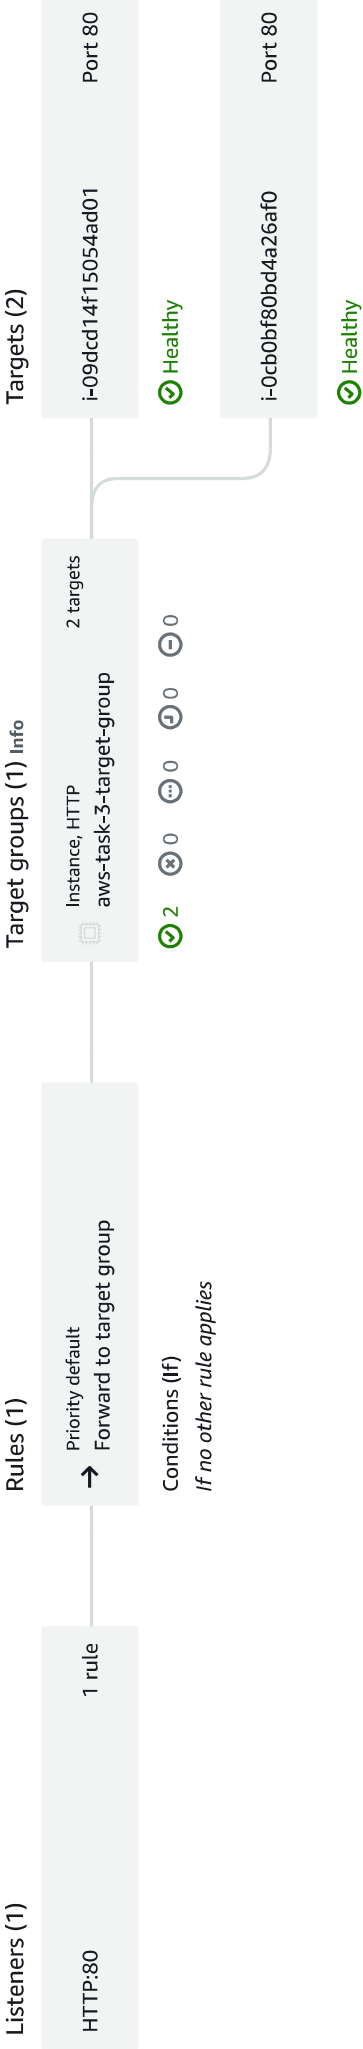 Listeners (1)
HTTP:80
1 rule
Rules (1)
Priority default
Forward to target group
Conditions (If)
If no other rule applies
Target groups (1) Info
Instance, HTTP
2 targets
aws-task-3-target-group
2
0
0
0
0
Targets (2)
i-09dcd14f15054ad01
Port 80
Healthy
i-0cb0bf80bd4a26af0
Port 80
Healthy